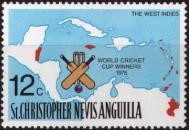 THE WEST INDIES
WORLD CRICKET
CUP WINNERS
1975
12c
St.CHRISTOPHER NEVIS ANGUILLA